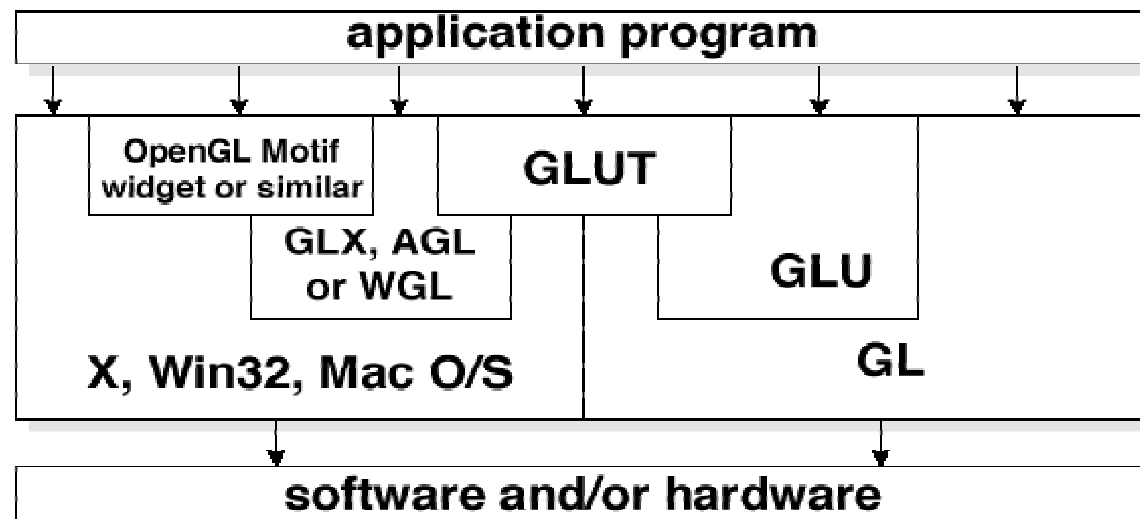 application program
OpenGL Motif
widget or similar
GLUT
GLX, AGL
or WGL
GLU
X, Win32, Mac O/S
GL
software and/or hardware